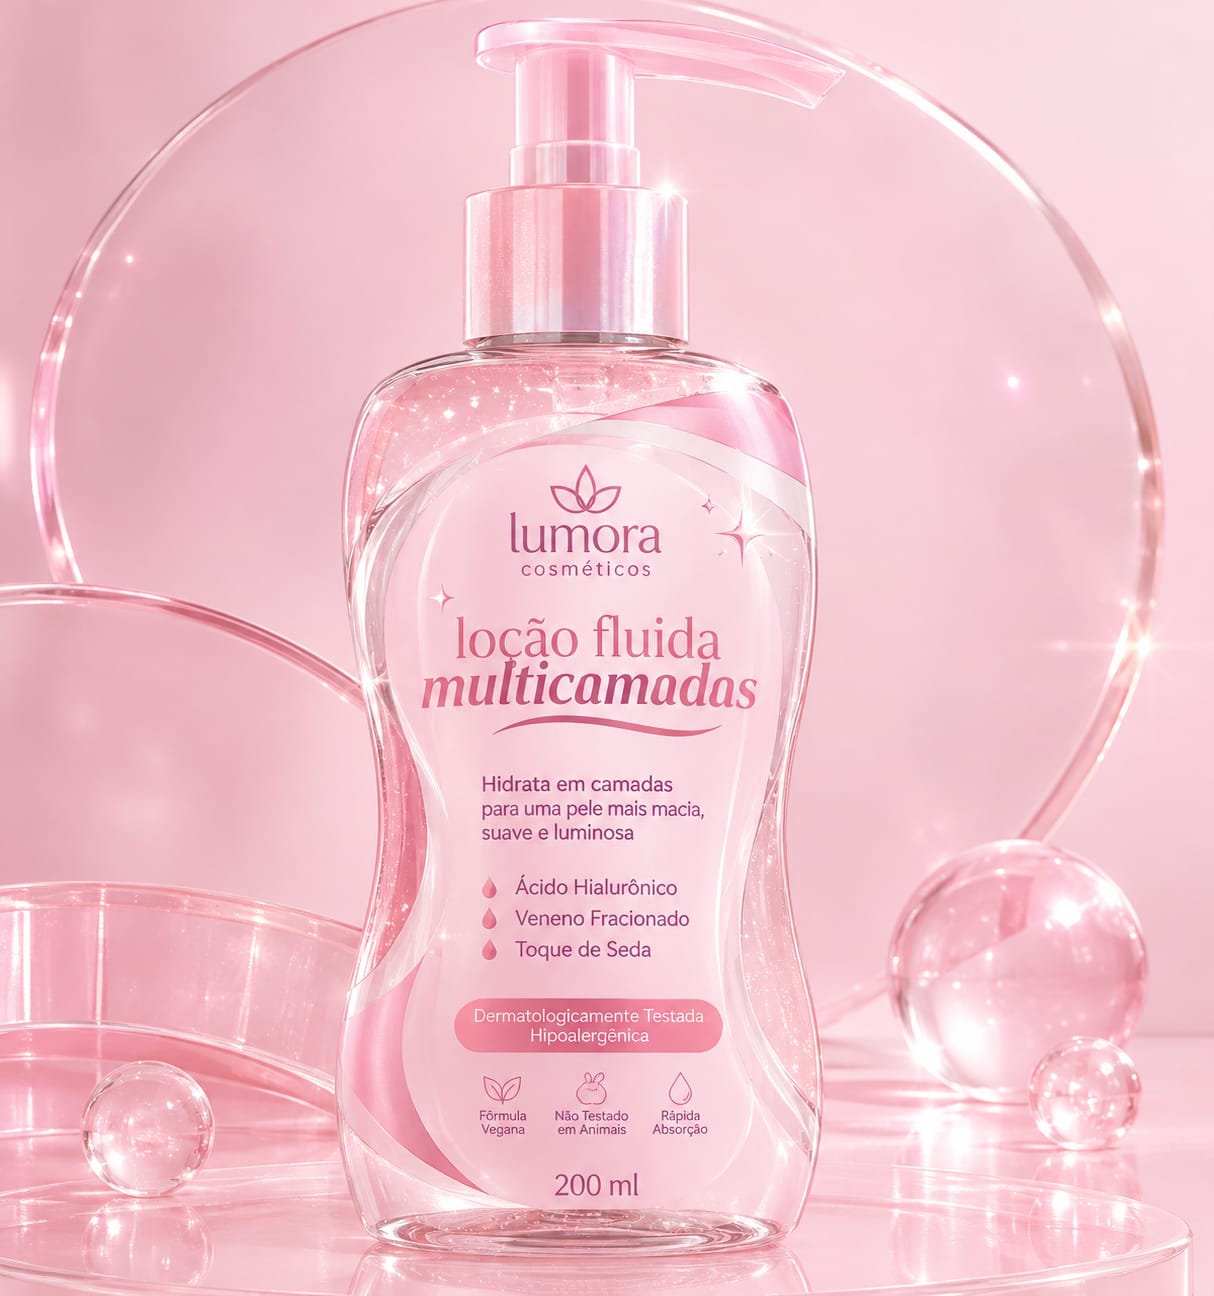 lumora
cosméticos
loção fluida
multicamadas
Hidrata em camadas
para uma pele mais macia,
suave e luminosa
Ácido Hialurônico
Veneno Fracionado
Toque de Seda
Dermatologicamente Testada
Hipoalergênica
Fôrmula
Vegana
Não Testado
em Animais
Rápida
Absorção
200 ml